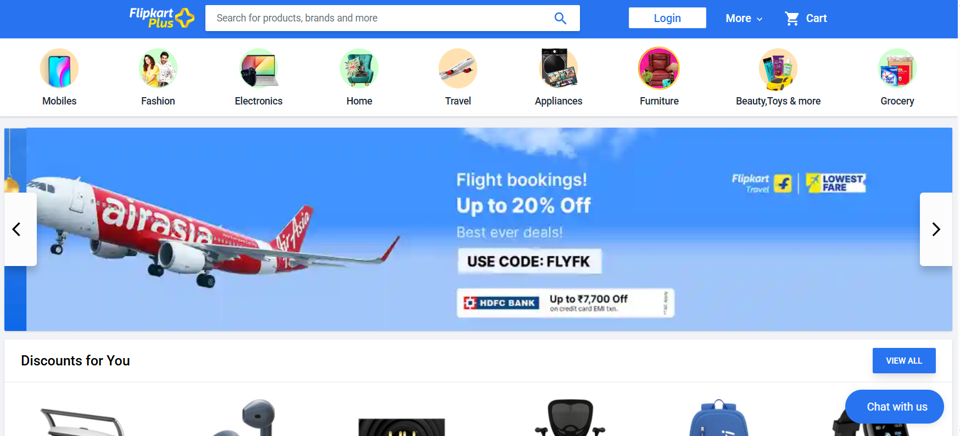 Flipkart
Plus
Search for products, brands and more
Login
More
Cart
Mobiles
Fashion
Electronics
Home
Travel
Appliances
Furniture
Beauty,Toys & more
Grocery
airasia
AirAsia
Flight bookings!
Up to 20% Off
Best ever deals!
USE CODE: FLYFK
HDFC BANK
Up to ₹7,700 Off
on credit card EMI txn.
Flipkart
Travel
LOWEST
FARE
Discounts for You
VIEW ALL
Chat with us